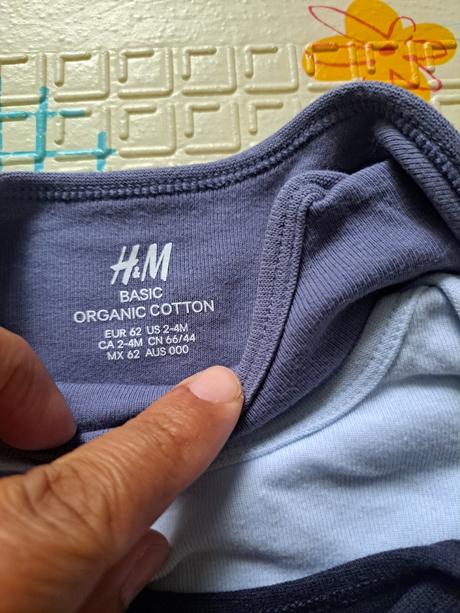 H&M
BASIC
ORGANIC COTTON
EUR 62 US 2-4M
CA 2-4M CN 66/44
MX 62 AUS 000